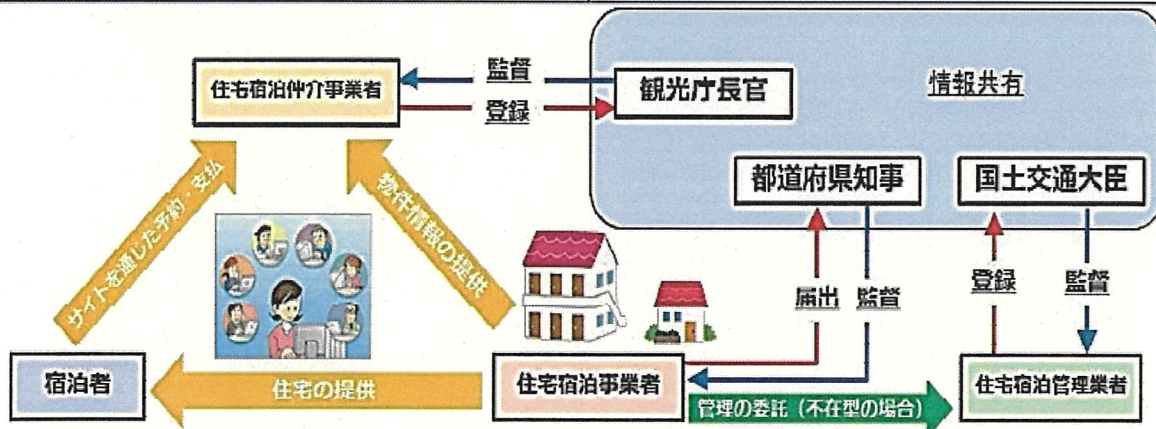 住宅宿泊仲介事業者
監督
登録
観光庁長官
情報共有
都道府県知事
国土交通大臣
サイトを通じた予約・支払
物件情報の提供
届出
監督
登録
監督
宿泊者
住宅の提供
住宅宿泊事業者
管理の委託（不在型の場合）
住宅宿泊管理業者